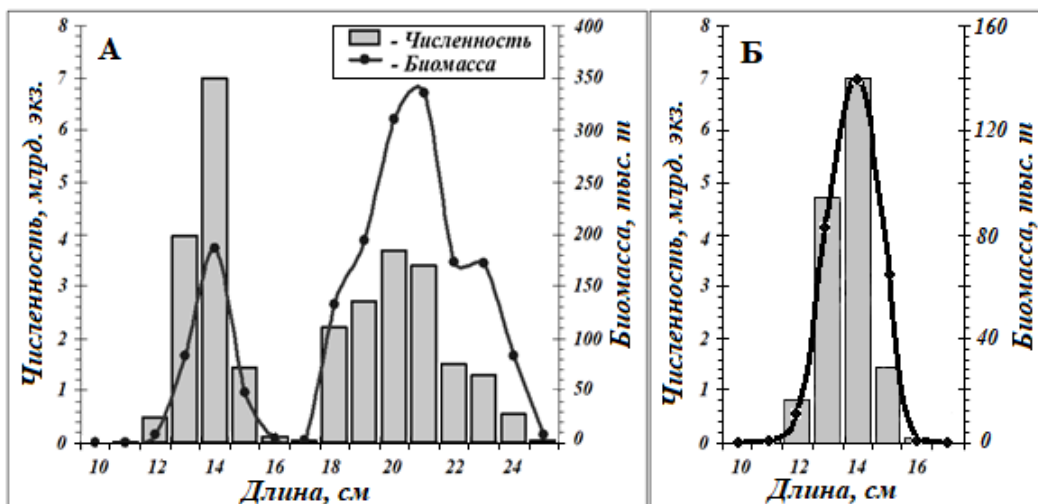 А
- Численность
- Биомасса
Численность, млрд. экз.
8
7
6
5
4
3
2
1
0
400
350
300
250
200
150
100
50
0
Биомасса, тыс. т
10 12 14 16 18 20 22 24
Длина, см
Б
Численность, млрд. экз.
8
7
6
5
4
3
2
1
0
160
120
80
40
0
Биомасса, тыс. т
10 12 14 16
Длина, см